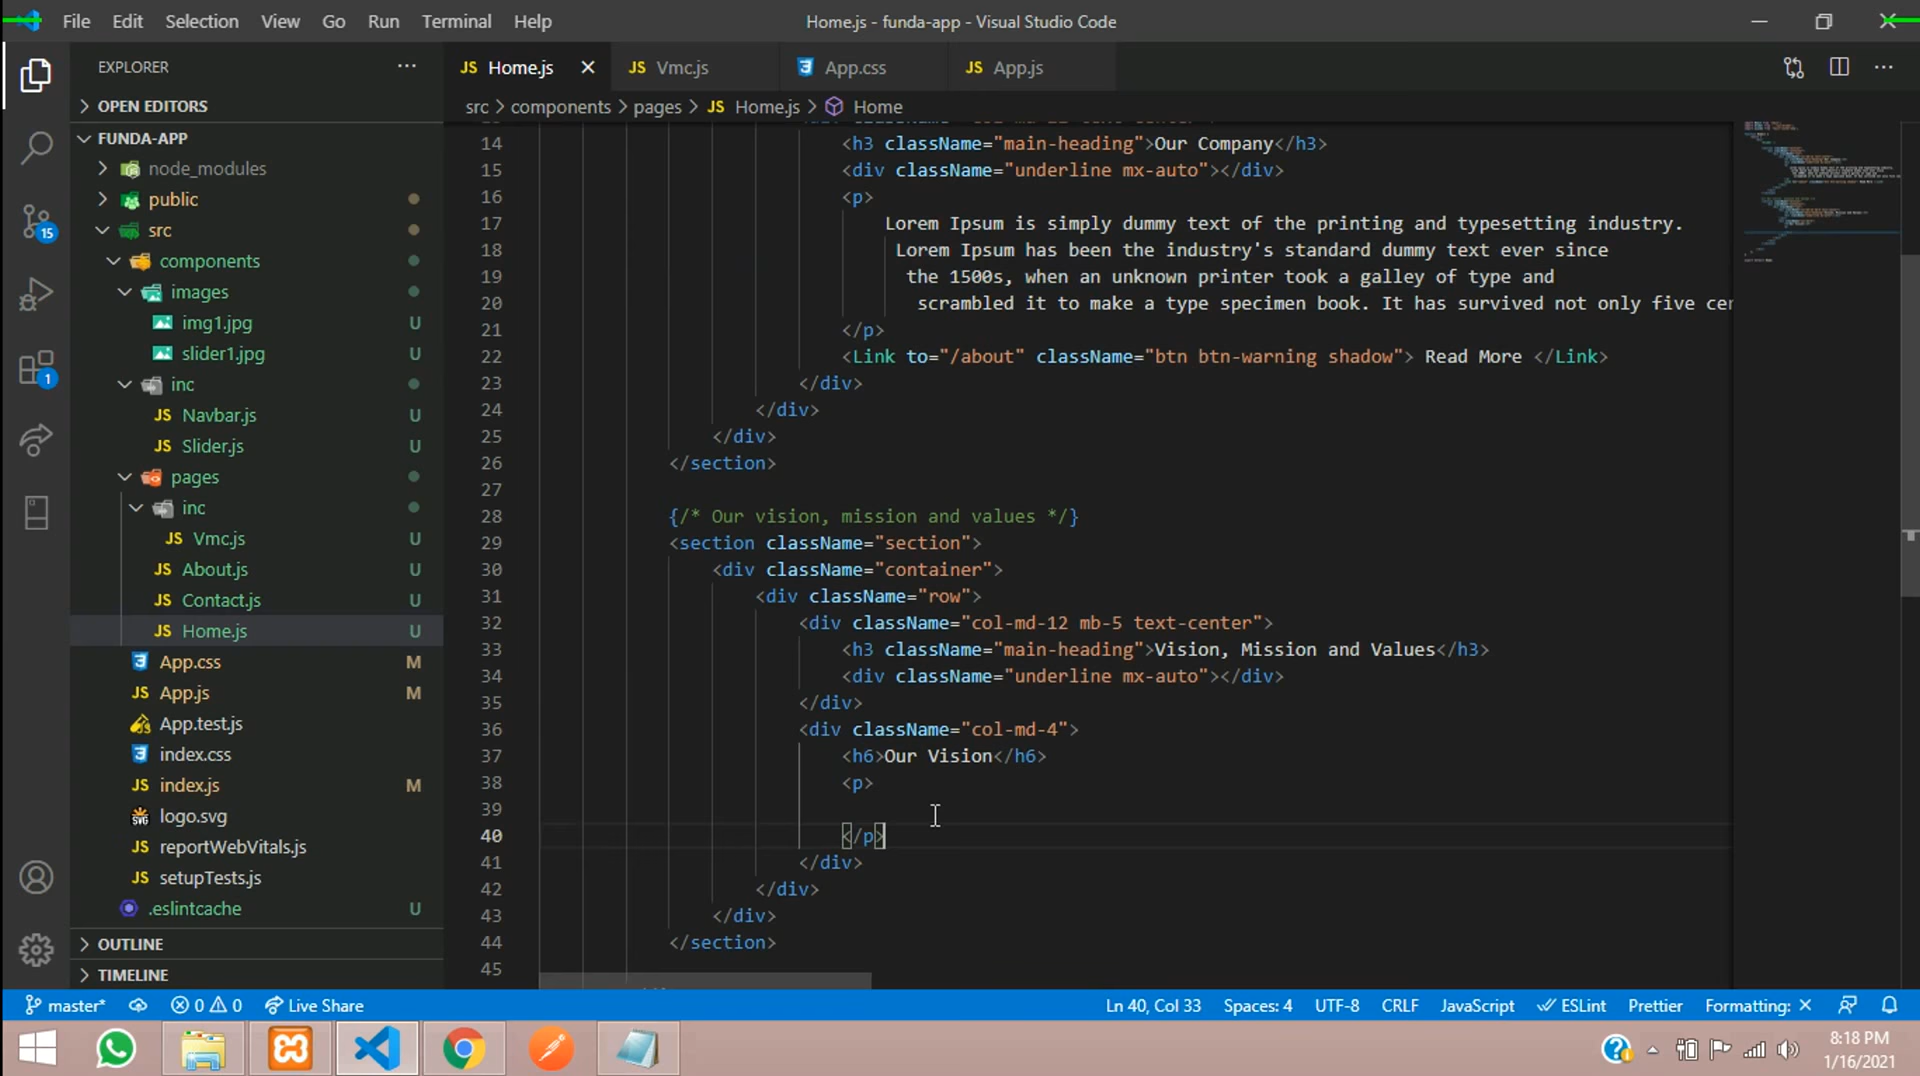 File Edit Selection View Go Run Terminal Help
Home.js - funda-app - Visual Studio Code
EXPLORER
OPEN EDITORS
FUNDA-APP
node_modules
public
src
components
images
img1.jpg U
slider1.jpg U
inc
JS Navbar.js U
JS Slider.js U
pages
inc
JS Vmc.js U
JS About.js U
JS Contact.js U
JS Home.js U
App.css M
JS App.js M
App.test.js
index.css
JS index.js M
logo.svg
reportWebVitals.js
setupTests.js
.eslintcache U
OUTLINE
TIMELINE
15
1
JS Home.js
JS Vmc.js
App.css
JS App.js
src > components > pages > JS Home.js > Home
14 <h3 className="main-heading">Our Company</h3>
15 <div className="underline mx-auto"></div>
16 <p>
17 Lorem Ipsum is simply dummy text of the printing and typesetting industry.
18 Lorem Ipsum has been the industry's standard dummy text ever since
19 the 1500s, when an unknown printer took a galley of type and
20 scrambled it to make a type specimen book. It has survived not only five cen
21 </p>
22 <Link to="/about" className="btn btn-warning shadow"> Read More </Link>
23 </div>
24 </div>
25 </div>
26 </section>
27
28 {/* Our vision, mission and values */}
29 <section className="section">
30 <div className="container">
31 <div className="row">
32 <div className="col-md-12 mb-5 text-center">
33 <h3 className="main-heading">Vision, Mission and Values</h3>
34 <div className="underline mx-auto"></div>
35 </div>
36 <div className="col-md-4">
37 <h6>Our Vision</h6>
38 <p>
39
40 </p>
41 </div>
42 </div>
43 </div>
44 </section>
45
master* 0 0 Live Share
Ln 40, Col 33 Spaces: 4 UTF-8 CRLF JavaScript ESLint Prettier Formatting: ×
8:18 PM
1/16/2021